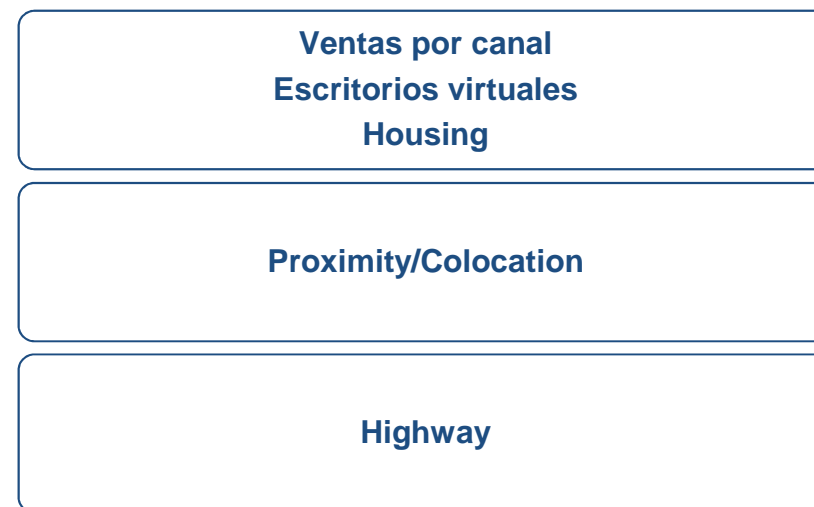 Ventas por canal
Escritorios virtuales
Housing
Proximity/Colocation
Highway